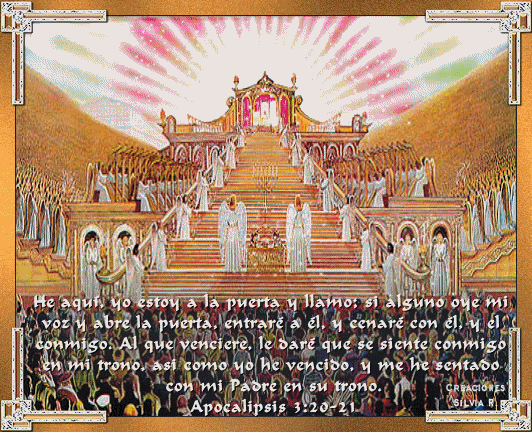 He aquí, yo estoy a la puerta y llamo; si alguno oye mi
voz y abre la puerta, entraré a él, y cenaré con él, y él
conmigo. Al que venciere, le daré que se siente conmigo
en mi trono, así como yo he vencido, y me he sentado
con mi Padre en su trono.
Apocalipsis 3:20-21
Creaciones
Silvia R.